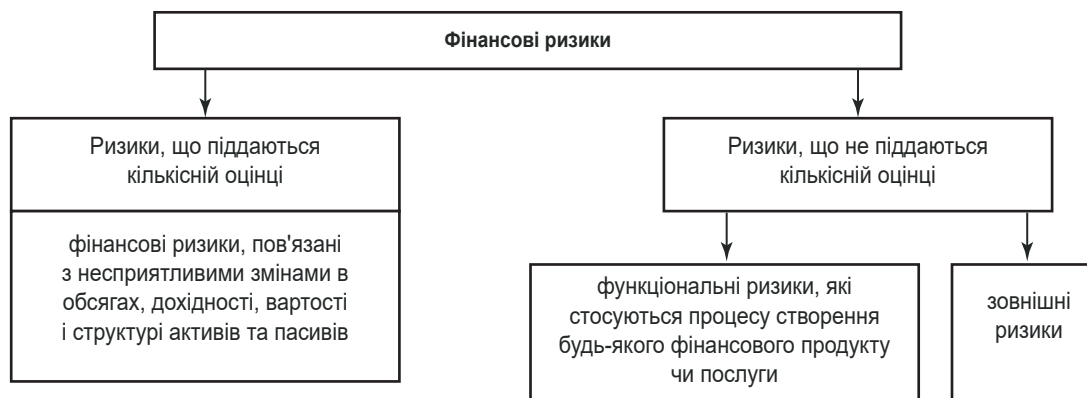 Фінансові ризики
Ризики, що піддаються
кількісній оцінці
Ризики, що не піддаються
кількісній оцінці
фінансові ризики, пов'язані
з несприятливими змінами в
обсягах, дохідності, вартості
і структурі активів та пасивів
функціональні ризики, які
стосуються процесу створення
будь-якого фінансового продукту
чи послуги
зовнішні
ризики